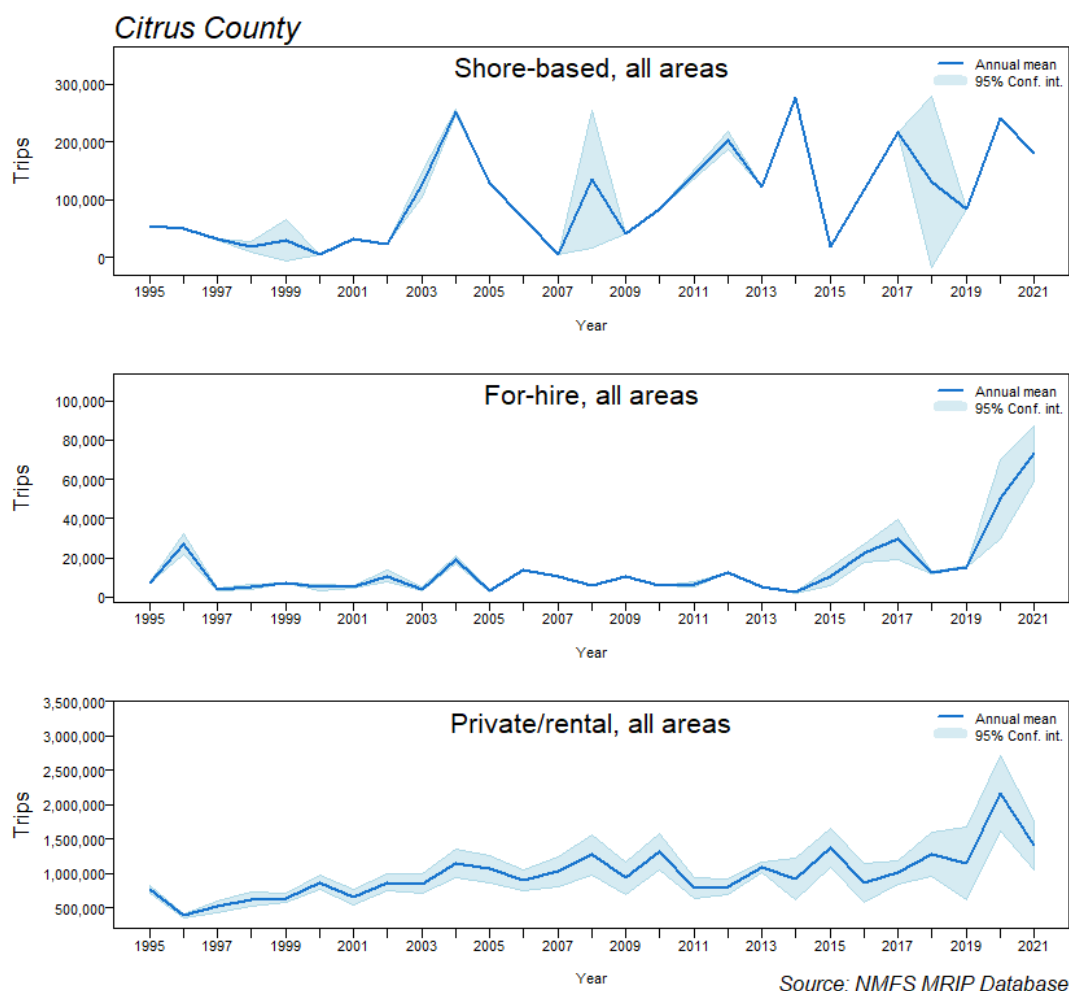 Citrus County
Shore-based, all areas
Annual mean
95% Conf. int.
Trips
300,000
200,000
100,000
0
1995 1997 1999 2001 2003 2005 2007 2009 2011 2013 2015 2017 2019 2021
Year
For-hire, all areas
Annual mean
95% Conf. int.
Trips
100,000
80,000
60,000
40,000
20,000
0
1995 1997 1999 2001 2003 2005 2007 2009 2011 2013 2015 2017 2019 2021
Year
Private/rental, all areas
Annual mean
95% Conf. int.
Trips
3,500,000
3,000,000
2,500,000
2,000,000
1,500,000
1,000,000
500,000
1995 1997 1999 2001 2003 2005 2007 2009 2011 2013 2015 2017 2019 2021
Year
Source: NMFS MRIP Database